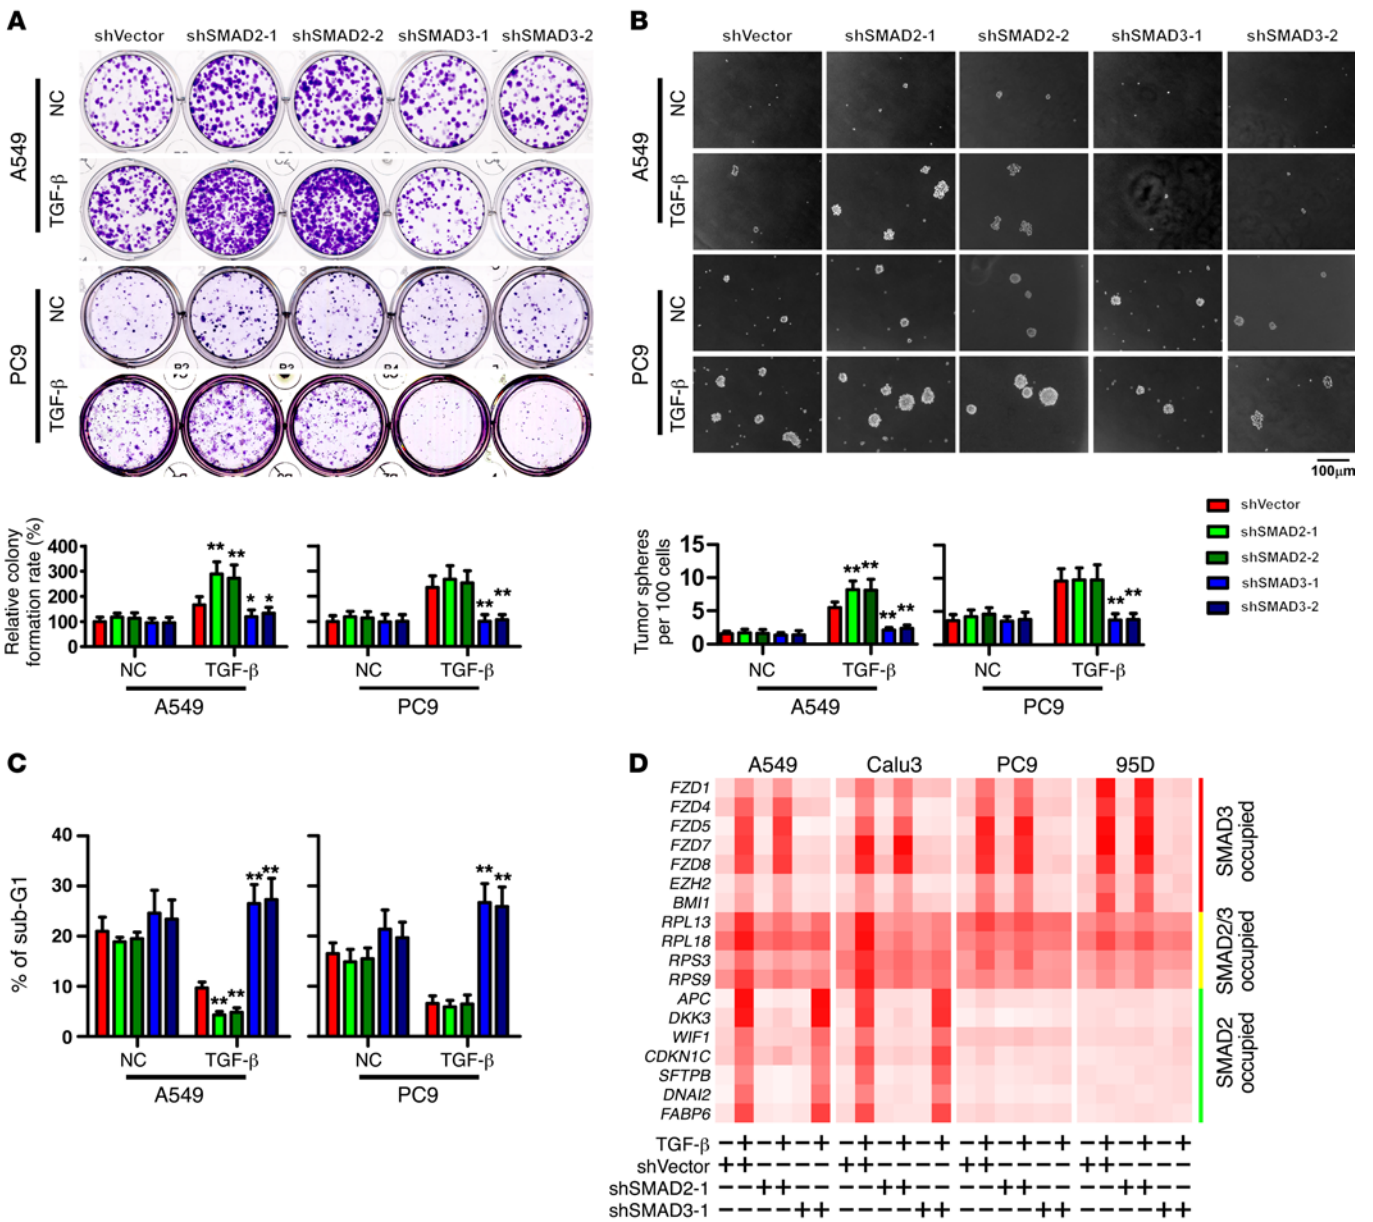 A
shVector shSMAD2-1 shSMAD2-2 shSMAD3-1 shSMAD3-2
A549
NC
TGF-β
PC9
NC
TGF-β
Relative colony
formation rate (%)
400
300
200
100
0
** ** * *
** **
NC TGF-β NC TGF-β
A549 PC9
B
shVector shSMAD2-1 shSMAD2-2 shSMAD3-1 shSMAD3-2
A549
NC
TGF-β
PC9
NC
TGF-β
100μm
Tumor spheres
per 100 cells
15
10
5
0
** ** ** **
** **
NC TGF-β NC TGF-β
A549 PC9
shVector
shSMAD2-1
shSMAD2-2
shSMAD3-1
shSMAD3-2
C
% of sub-G1
40
30
20
10
0
** ** ** **
** **
NC TGF-β NC TGF-β
A549 PC9
D
A549 Calu3 PC9 95D
FZD1
FZD4
FZD5
FZD7
FZD8
EZH2
BMI1
RPL13
RPL18
RPS3
RPS9
APC
DKK3
WIF1
CDKN1C
SFTPB
DNAI2
FABP6
SMAD3
occupied
SMAD2/3
occupied
SMAD2
occupied
TGF-β −+−+−+ −+−+−+ −+−+−+ −+−+−+
shVector ++−−−− ++−−−− ++−−−− ++−−−−
shSMAD2-1 −−++−− −−++−− −−++−− −−++−−
shSMAD3-1 −−−−++ −−−−++ −−−−++ −−−−++